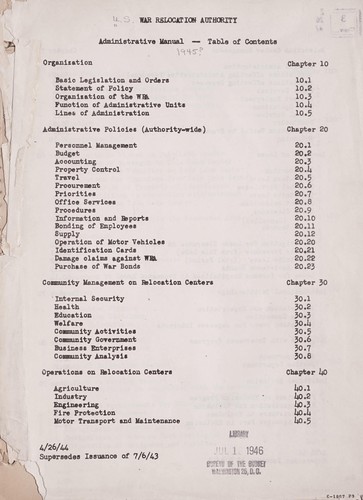 U.S. WAR RELOCATION AUTHORITY
Administrative Manual — Table of Contents
1945?
Organization Chapter 10
Basic Legislation and Orders 10.1
Statement of Policy 10.2
Organization of the WRA 10.3
Function of Administrative Units 10.4
Lines of Administration 10.5
Administrative Policies (Authority-wide) Chapter 20
Personnel Management 20.1
Budget 20.2
Accounting 20.3
Property Control 20.4
Travel 20.5
Procurement 20.6
Priorities 20.7
Office Services 20.8
Procedures 20.9
Information and Reports 20.10
Bonding of Employees 20.11
Supply 20.12
Operation of Motor Vehicles 20.20
Identification Cards 20.21
Damage claims against WRA 20.22
Purchase of War Bonds 20.23
Community Management on Relocation Centers Chapter 30
Internal Security 30.1
Health 30.2
Education 30.3
Welfare 30.4
Community Activities 30.5
Community Government 30.6
Business Enterprises 30.7
Community Analysis 30.8
Operations on Relocation Centers Chapter 40
Agriculture 40.1
Industry 40.2
Engineering 40.3
Fire Protection 40.4
Motor Transport and Maintenance 40.5
4/26/44
Supersedes Issuance of 7/6/43
LIBRARY
JUL 1 1946
BUREAU OF THE BUDGET
WASHINGTON 25, D.C.